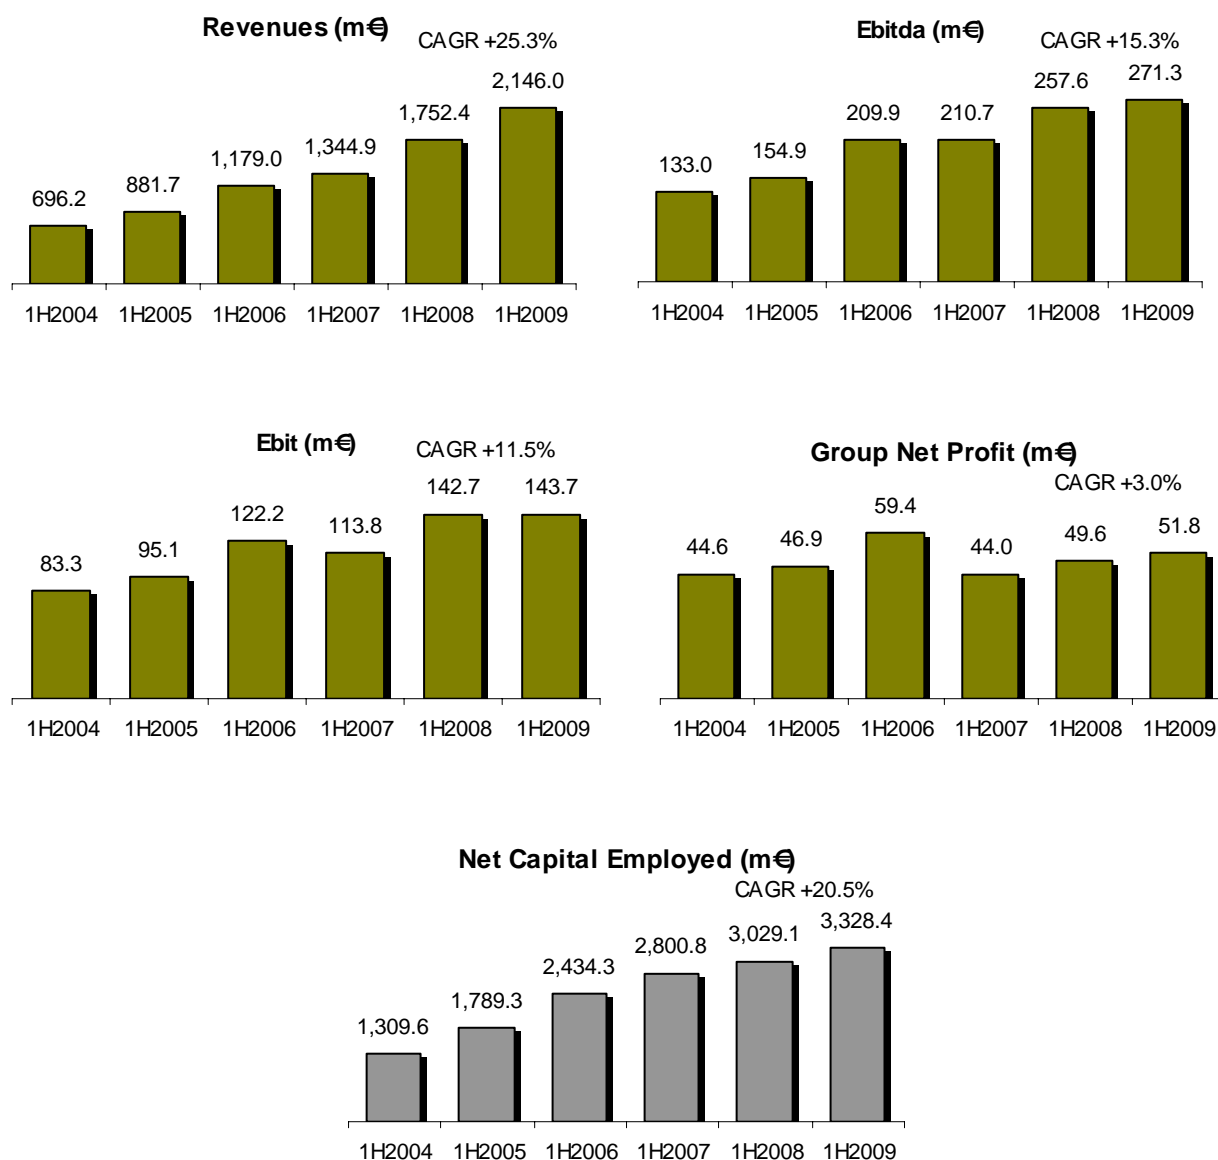 Revenues (m€)
CAGR +25.3%
696.2
881.7
1,179.0
1,344.9
1,752.4
2,146.0
1H2004 1H2005 1H2006 1H2007 1H2008 1H2009
Ebitda (m€)
CAGR +15.3%
133.0
154.9
209.9
210.7
257.6
271.3
1H2004 1H2005 1H2006 1H2007 1H2008 1H2009
Ebit (m€)
CAGR +11.5%
83.3
95.1
122.2
113.8
142.7
143.7
1H2004 1H2005 1H2006 1H2007 1H2008 1H2009
Group Net Profit (m€)
CAGR +3.0%
44.6
46.9
59.4
44.0
49.6
51.8
1H2004 1H2005 1H2006 1H2007 1H2008 1H2009
Net Capital Employed (m€)
CAGR +20.5%
1,309.6
1,789.3
2,434.3
2,800.8
3,029.1
3,328.4
1H2004 1H2005 1H2006 1H2007 1H2008 1H2009